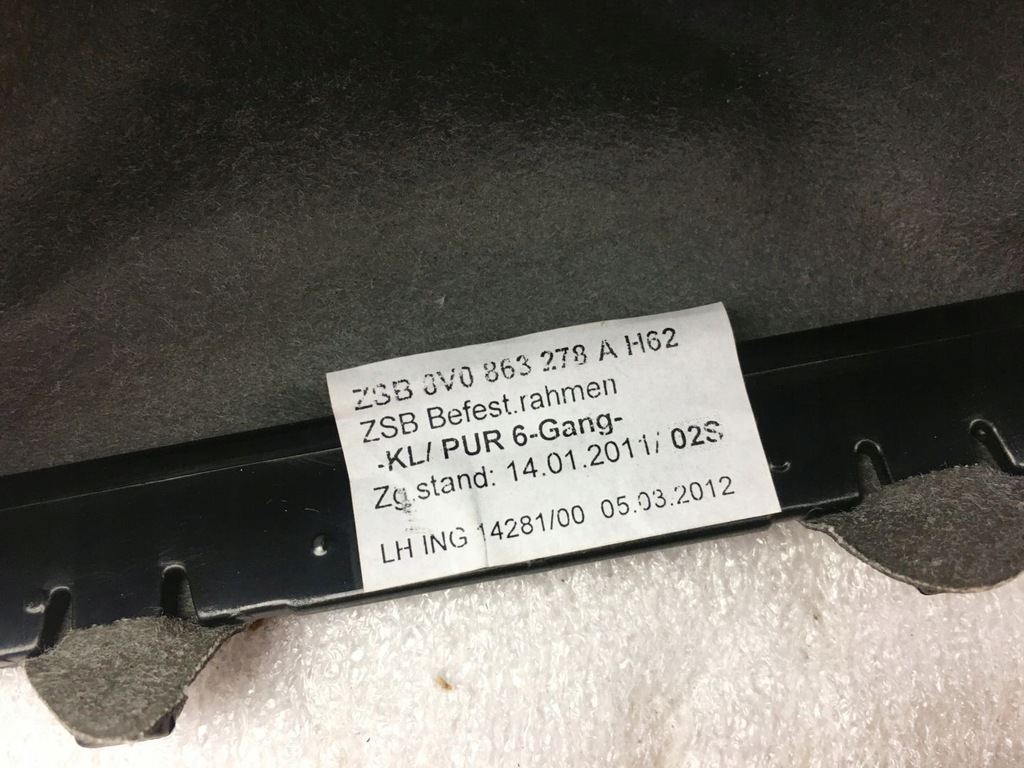 ZSB 8V0 863 278 A H62
ZSB Befest.rahmen
-KL/ PUR 6-Gang-
Zg.stand: 14.01.2011/ 02S
LH ING 14281/00 05.03.2012